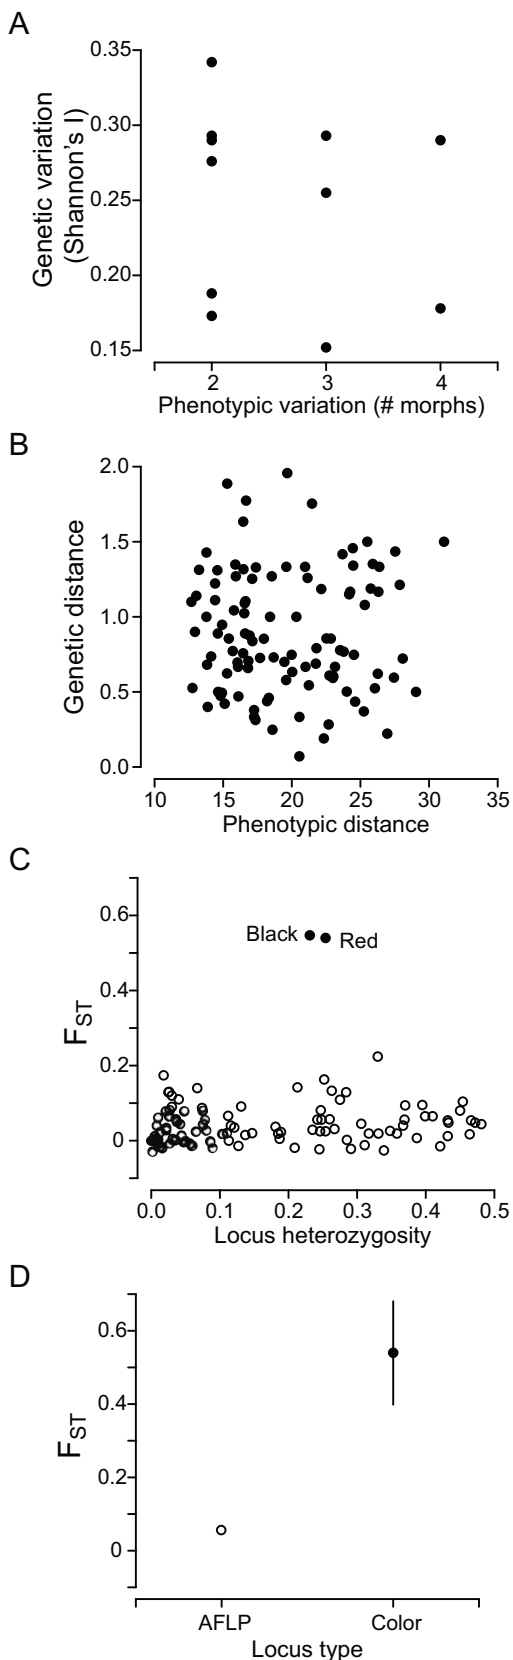 A
0.35
0.30
0.25
0.20
0.15
Genetic variation
(Shannon's I)
2 3 4
Phenotypic variation (# morphs)
B
2.0
1.5
1.0
0.5
0.0
Genetic distance
10 15 20 25 30 35
Phenotypic distance
C
0.6
0.4
0.2
0
FST
Black Red
0.0 0.1 0.2 0.3 0.4 0.5
Locus heterozygosity
D
0.6
0.4
0.2
0
FST
AFLP Color
Locus type